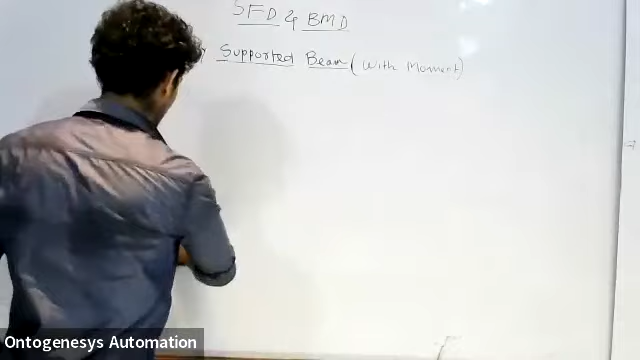 SFD & BMD
Supported Beam (With Moment)
Ontogenesys Automation